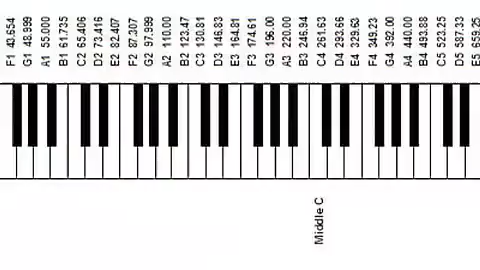 F1 43.654
G1 48.999
A1 55.000
B1 61.735
C2 65.406
D2 73.416
E2 82.407
F2 87.307
G2 97.999
A2 110.00
B2 123.47
C3 130.81
D3 146.83
E3 164.81
F3 174.61
G3 196.00
A3 220.00
B3 246.94
C4 261.63
D4 293.66
E4 329.63
F4 349.23
G4 392.00
A4 440.00
B4 493.88
C5 523.25
D5 587.33
E5 659.25
Middle C